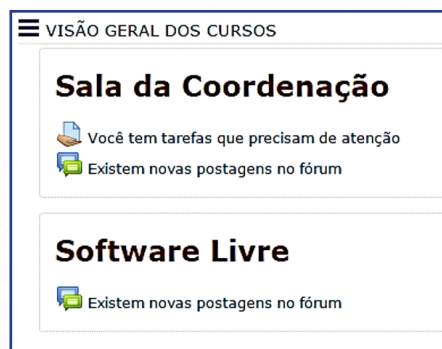 VISÃO GERAL DOS CURSOS
Sala da Coordenação
Você tem tarefas que precisam de atenção
Existem novas postagens no fórum
Software Livre
Existem novas postagens no fórum